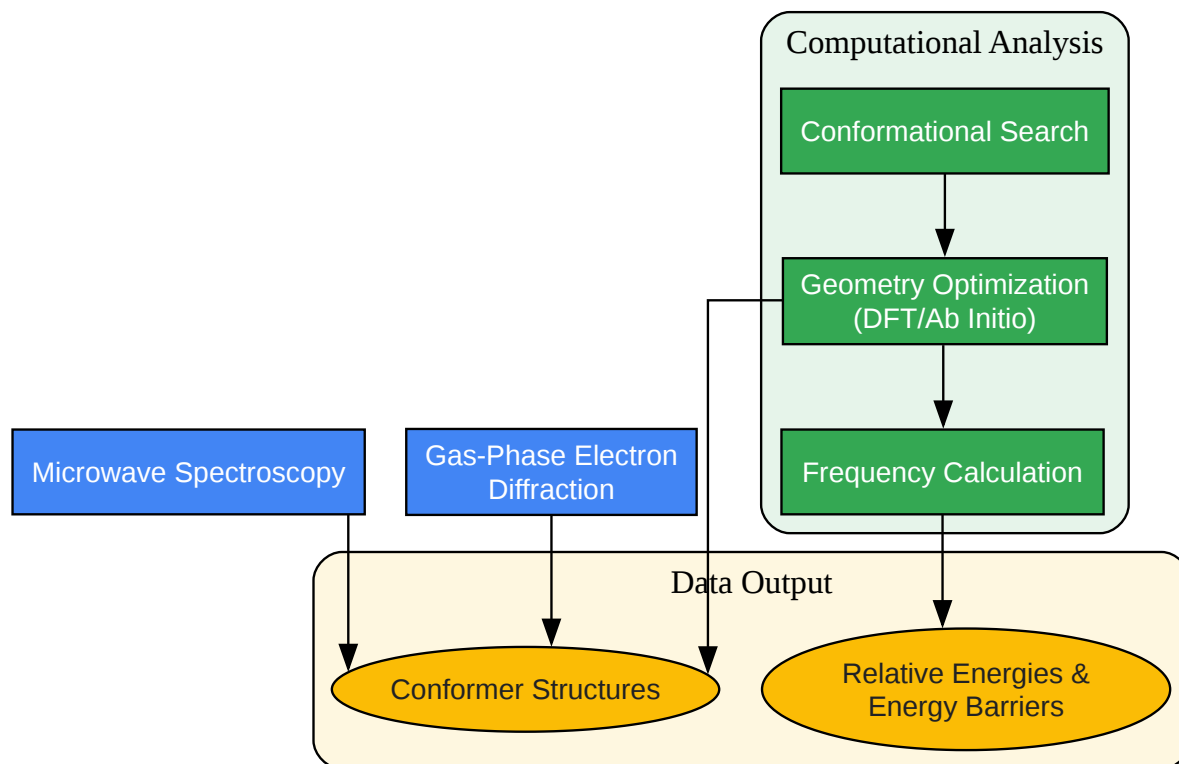 Computational Analysis
Conformational Search
Geometry Optimization
(DFT/Ab Initio)
Microwave Spectroscopy
Gas-Phase Electron
Diffraction
Frequency Calculation
Data Output
Conformer Structures
Relative Energies &
Energy Barriers